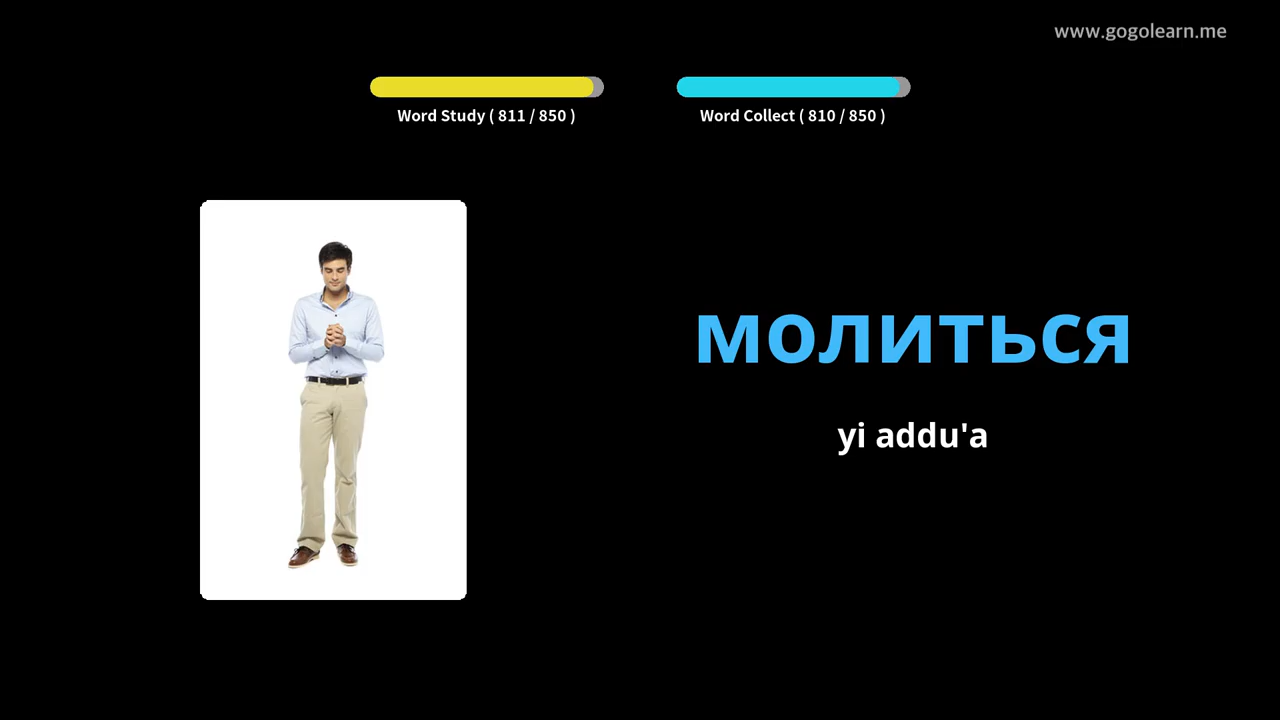 www.gogolearn.me
Word Study ( 811 / 850 )
Word Collect ( 810 / 850 )
молиться
yi addu'a